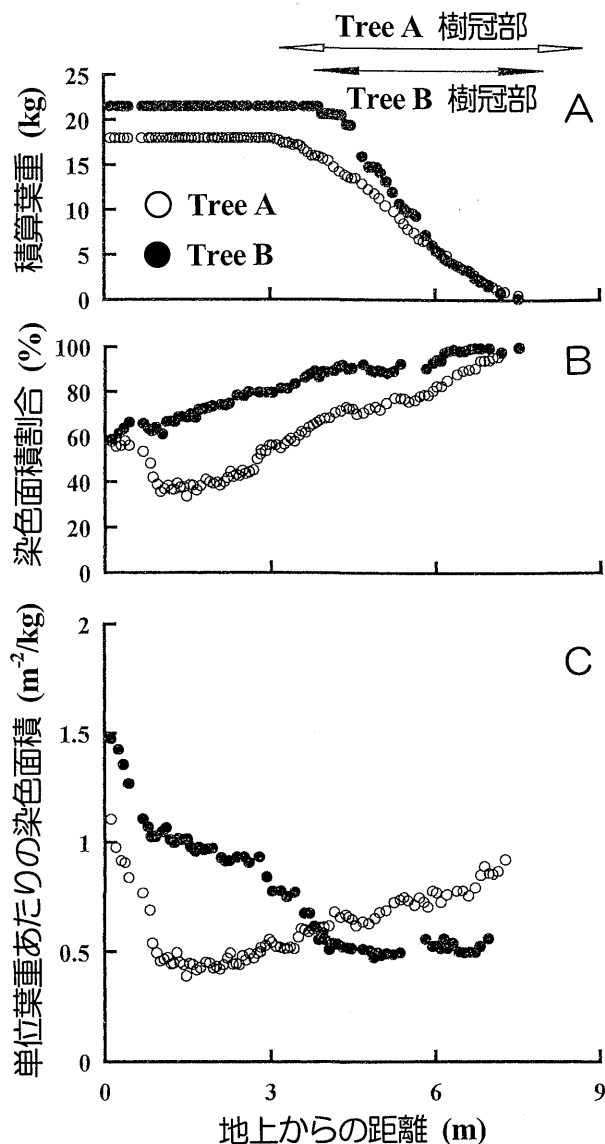 Tree A 樹冠部
Tree B 樹冠部
A
積算葉重 (kg)
25
20
15
10
5
0
Tree A
Tree B
B
染色面積割合 (%)
100
80
60
40
20
0
C
単位葉重あたりの染色面積 (m⁻²/kg)
2
1.5
1
0.5
0
0 3 6 9
地上からの距離 (m)